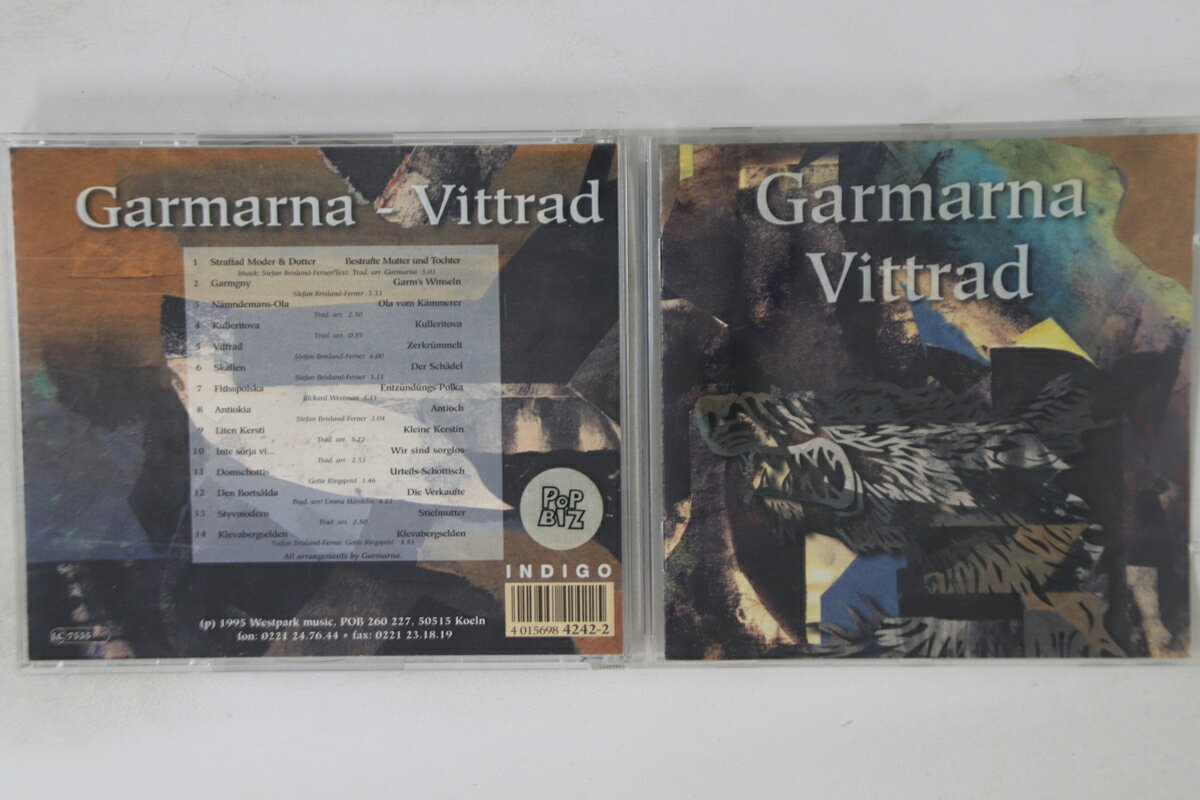 Garmarna - Vittrad
1 Straffad Moder & Dotter Bestrafte Mutter und Tochter
Musik: Stefan Brisland-Ferner/Text: Trad. arr. Garmarna 5.03
2 Garmgny Garm's Winseln
Stefan Brisland-Ferner 3.33
3 Nämndemans-Ola Ola vom Kämmerer
Trad. arr. 2.50
4 Kulleritova Kulleritova
Trad. arr. 0.55
5 Vittrad Zerkrümmelt
Stefan Brisland-Ferner 4.00
6 Skallen Der Schädel
Stefan Brisland-Ferner 3.11
7 Flusspolska Entzündungs-Polka
Rickard Westman 1.11
8 Antiokia Antioch
Stefan Brisland-Ferner 3.04
9 Liten Kersti Kleine Kerstin
Trad. arr. 5.22
10 Inte sörja vi... Wir sind sorglos
Trad. arr. 2.53
11 Domschottis Urteils-Schottisch
Gotte Ringqvist 3.46
12 Den Bortsålda Die Verkaufte
Trad. arr/ Emma Härdelin 4.23
13 Styvmodern Stiefmutter
Trad. arr. 2.50
14 Klevabergselden Klevabergselden
Stefan Brisland-Ferner, Gotte Ringqvist 4.55
All arrangements by Garmarna.
POP
BIZ
INDIGO
4 015698 4242-2
(p) 1995 Westpark music, POB 260 227, 50515 Koeln
fon: 0221 24.76.44 • fax: 0221 23.18.19
LC 7535
Garmarna
Vittrad